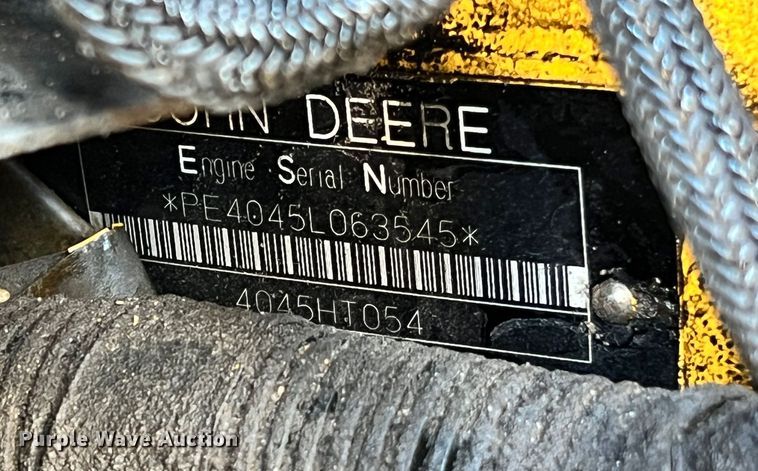 JOHN DEERE
Engine Serial Number
*PE4045L063545*
4045HT054
Purple Wave Auction